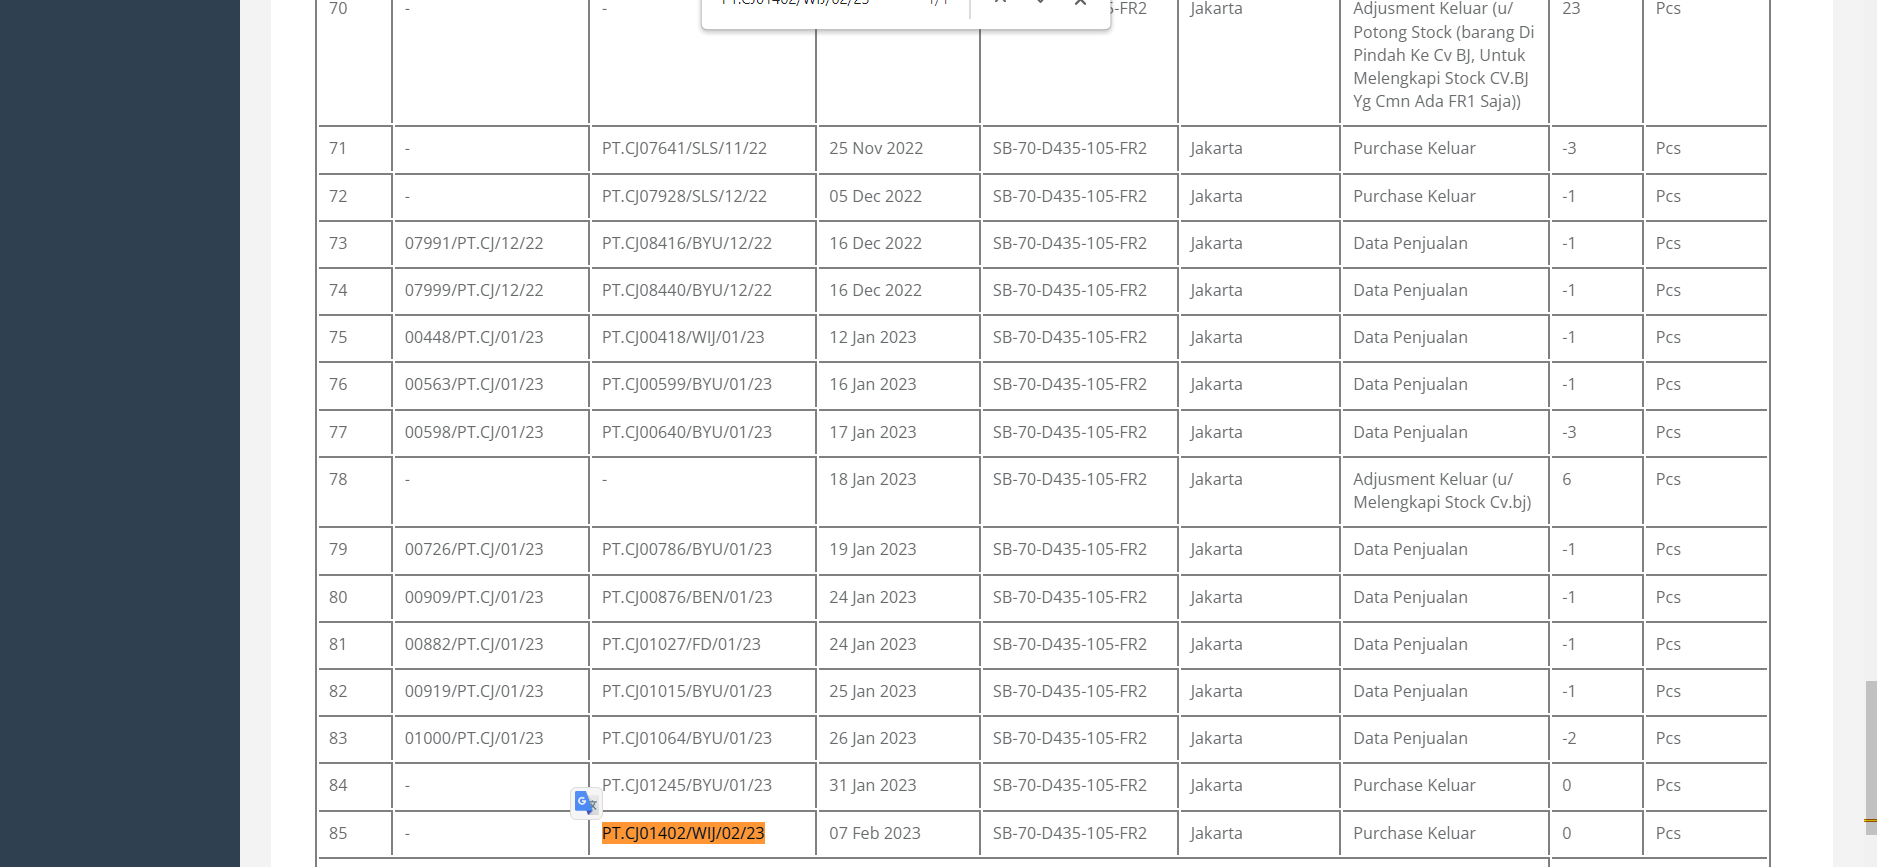 PT.CJ01402/WIJ/02/23 1/1
70 - - 5-FR2 Jakarta Adjusment Keluar (u/ 23 Pcs
Potong Stock (barang Di
Pindah Ke Cv BJ, Untuk
Melengkapi Stock CV.BJ
Yg Cmn Ada FR1 Saja))
71 - PT.CJ07641/SLS/11/22 25 Nov 2022 SB-70-D435-105-FR2 Jakarta Purchase Keluar -3 Pcs
72 - PT.CJ07928/SLS/12/22 05 Dec 2022 SB-70-D435-105-FR2 Jakarta Purchase Keluar -1 Pcs
73 07991/PT.CJ/12/22 PT.CJ08416/BYU/12/22 16 Dec 2022 SB-70-D435-105-FR2 Jakarta Data Penjualan -1 Pcs
74 07999/PT.CJ/12/22 PT.CJ08440/BYU/12/22 16 Dec 2022 SB-70-D435-105-FR2 Jakarta Data Penjualan -1 Pcs
75 00448/PT.CJ/01/23 PT.CJ00418/WIJ/01/23 12 Jan 2023 SB-70-D435-105-FR2 Jakarta Data Penjualan -1 Pcs
76 00563/PT.CJ/01/23 PT.CJ00599/BYU/01/23 16 Jan 2023 SB-70-D435-105-FR2 Jakarta Data Penjualan -1 Pcs
77 00598/PT.CJ/01/23 PT.CJ00640/BYU/01/23 17 Jan 2023 SB-70-D435-105-FR2 Jakarta Data Penjualan -3 Pcs
78 - - 18 Jan 2023 SB-70-D435-105-FR2 Jakarta Adjusment Keluar (u/ 6 Pcs
Melengkapi Stock Cv.bj)
79 00726/PT.CJ/01/23 PT.CJ00786/BYU/01/23 19 Jan 2023 SB-70-D435-105-FR2 Jakarta Data Penjualan -1 Pcs
80 00909/PT.CJ/01/23 PT.CJ00876/BEN/01/23 24 Jan 2023 SB-70-D435-105-FR2 Jakarta Data Penjualan -1 Pcs
81 00882/PT.CJ/01/23 PT.CJ01027/FD/01/23 24 Jan 2023 SB-70-D435-105-FR2 Jakarta Data Penjualan -1 Pcs
82 00919/PT.CJ/01/23 PT.CJ01015/BYU/01/23 25 Jan 2023 SB-70-D435-105-FR2 Jakarta Data Penjualan -1 Pcs
83 01000/PT.CJ/01/23 PT.CJ01064/BYU/01/23 26 Jan 2023 SB-70-D435-105-FR2 Jakarta Data Penjualan -2 Pcs
84 - PT.CJ01245/BYU/01/23 31 Jan 2023 SB-70-D435-105-FR2 Jakarta Purchase Keluar 0 Pcs
85 - PT.CJ01402/WIJ/02/23 07 Feb 2023 SB-70-D435-105-FR2 Jakarta Purchase Keluar 0 Pcs